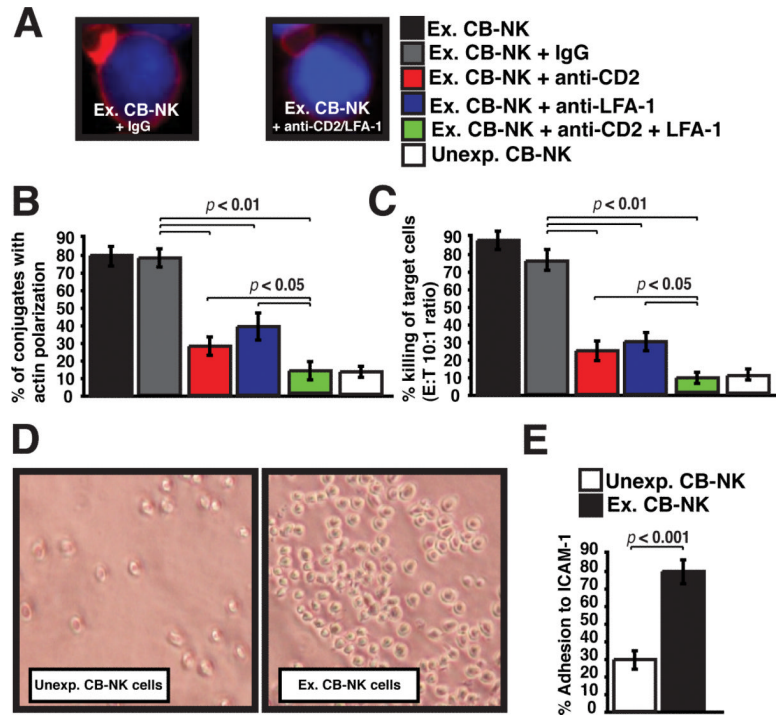 A
Ex. CB-NK
+ IgG
Ex. CB-NK
+ anti-CD2/LFA-1
Ex. CB-NK
Ex. CB-NK + IgG
Ex. CB-NK + anti-CD2
Ex. CB-NK + anti-LFA-1
Ex. CB-NK + anti-CD2 + LFA-1
Unexp. CB-NK
B
% of conjugates with
actin polarization
90
80
70
60
50
40
30
20
10
0
p < 0.01
p < 0.05
C
% killing of target cells
(E:T 10:1 ratio)
90
80
70
60
50
40
30
20
10
0
p < 0.01
p < 0.05
D
Unexp. CB-NK cells
Ex. CB-NK cells
E
Unexp. CB-NK
Ex. CB-NK
% Adhesion to ICAM-1
90
80
70
60
50
40
30
20
10
0
p < 0.001